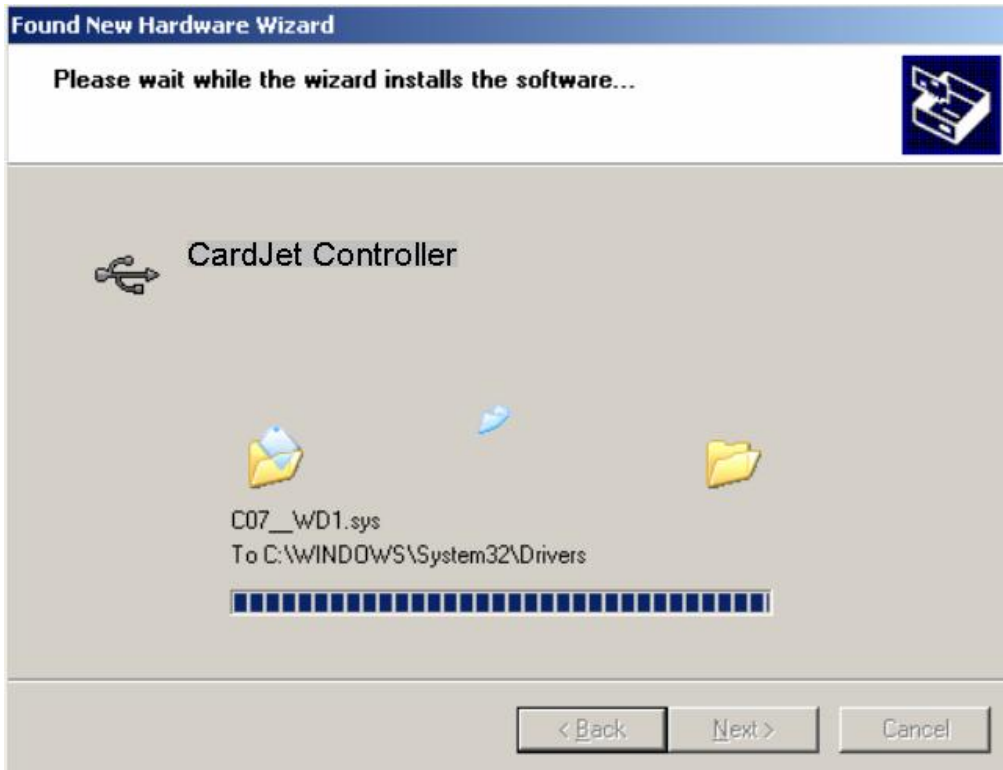 Found New Hardware Wizard
Please wait while the wizard installs the software...
CardJet Controller
C07__WD1.sys
To C:\WINDOWS\System32\Drivers
< Back
Next >
Cancel